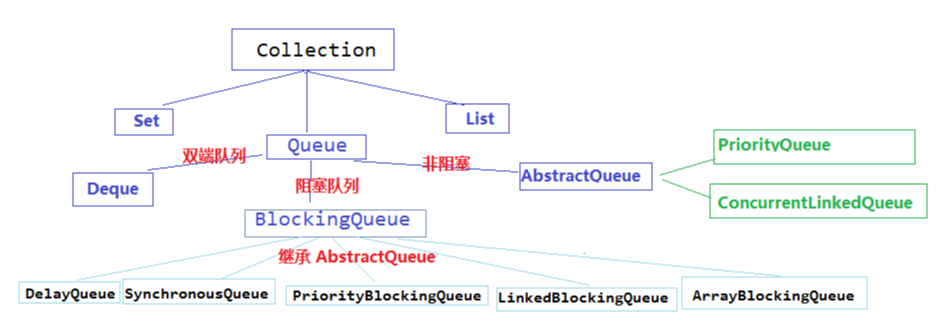 Collection
Set
List
Queue
双端队列
非阻塞
PriorityQueue
Deque
阻塞队列
AbstractQueue
ConcurrentLinkedQueue
BlockingQueue
继承 AbstractQueue
DelayQueue
SynchronousQueue
PriorityBlockingQueue
LinkedBlockingQueue
ArrayBlockingQueue